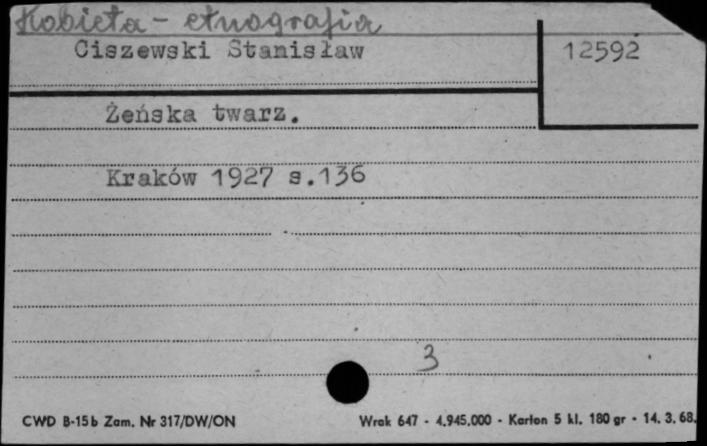 Kobieta - etnografia
Ciszewski Stanisław 12592
Żeńska twarz.
Kraków 1927 s.136
3
CWD B-15b Zam. Nr 317/DW/ON Wrak 647 - 4.945.000 - Karton 5 kl. 180 gr - 14. 3. 68.